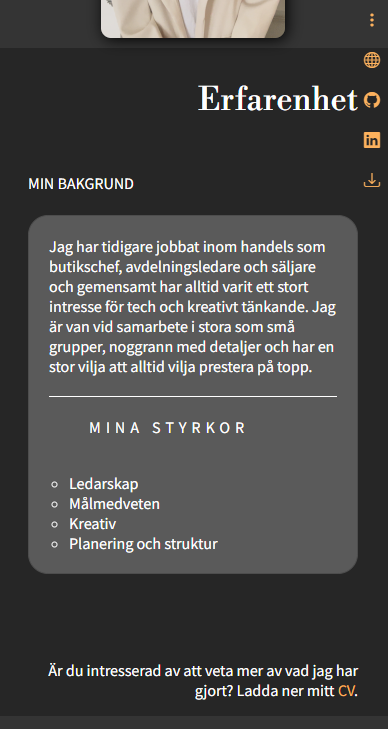 Erfarenhet
MIN BAKGRUND
Jag har tidigare jobbat inom handels som
butikschef, avdelningsledare och säljare
och gemensamt har alltid varit ett stort
intresse för tech och kreativt tänkande. Jag
är van vid samarbete i stora som små
grupper, noggrann med detaljer och har en
stor vilja att alltid vilja prestera på topp.
MINA STYRKOR
Ledarskap
Målmedveten
Kreativ
Planering och struktur
Är du intresserad av att veta mer av vad jag har
gjort? Ladda ner mitt CV.